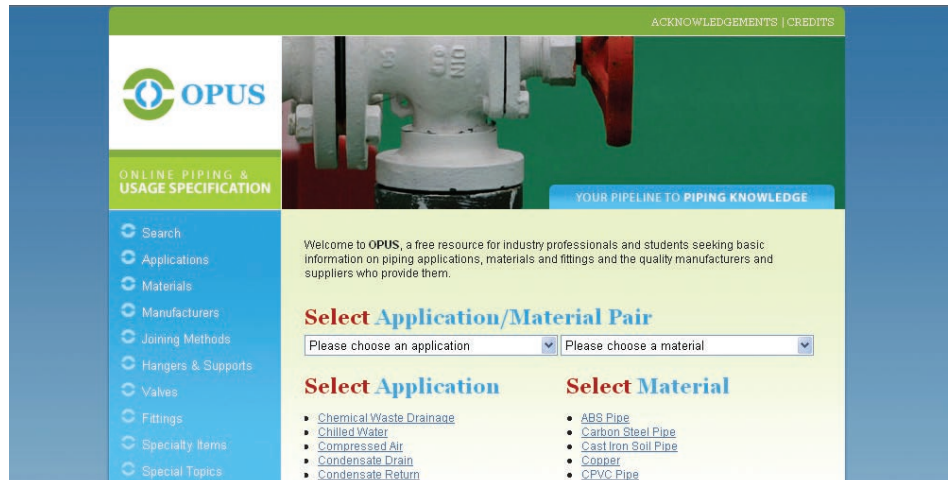 ACKNOWLEDGEMENTS | CREDITS
OPUS
ONLINE PIPING &
USAGE SPECIFICATION
YOUR PIPELINE TO PIPING KNOWLEDGE
Search
Applications
Materials
Manufacturers
Joining Methods
Hangers & Supports
Valves
Fittings
Specialty Items
Special Topics
Welcome to OPUS, a free resource for industry professionals and students seeking basic
information on piping applications, materials and fittings and the quality manufacturers and
suppliers who provide them.
Select Application/Material Pair
Please choose an application
Please choose a material
Select Application
Chemical Waste Drainage
Chilled Water
Compressed Air
Condensate Drain
Condensate Return
Select Material
ABS Pipe
Carbon Steel Pipe
Cast Iron Soil Pipe
Copper
CPVC Pipe